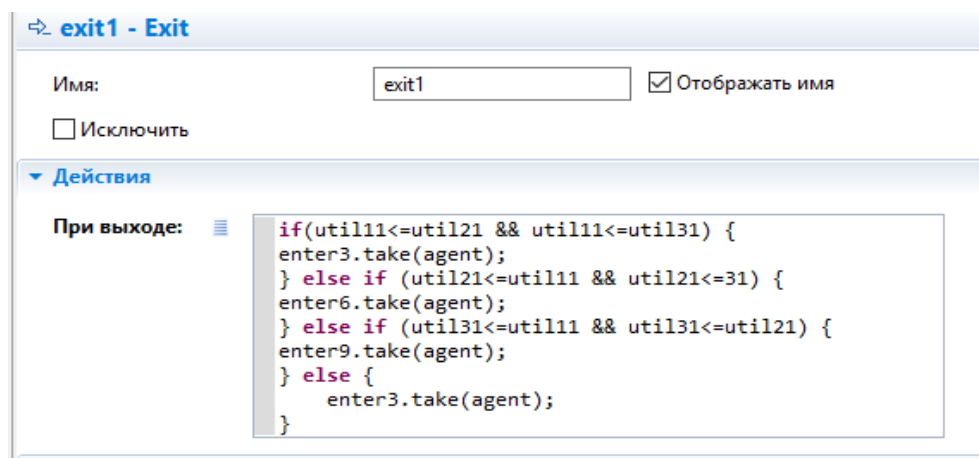 exit1 - Exit
Имя: exit1 Отображать имя
Исключить
Действия
При выходе: if(util11<=util21 && util11<=util31) {
enter3.take(agent);
} else if (util21<=util11 && util21<=31) {
enter6.take(agent);
} else if (util31<=util11 && util31<=util21) {
enter9.take(agent);
} else {
enter3.take(agent);
}